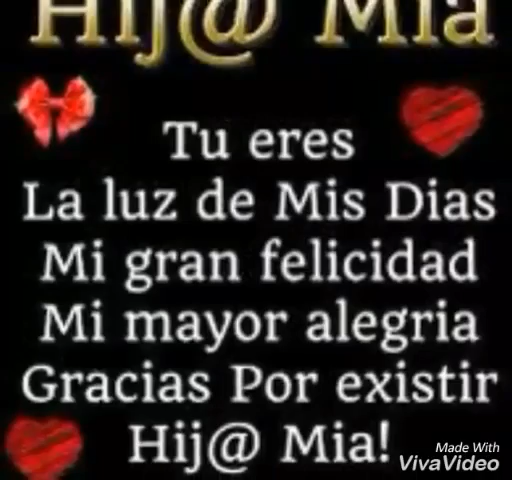 Hij@ Mia
Tu eres
La luz de Mis Dias
Mi gran felicidad
Mi mayor alegria
Gracias Por existir
Hij@ Mia!
Made With
VivaVideo